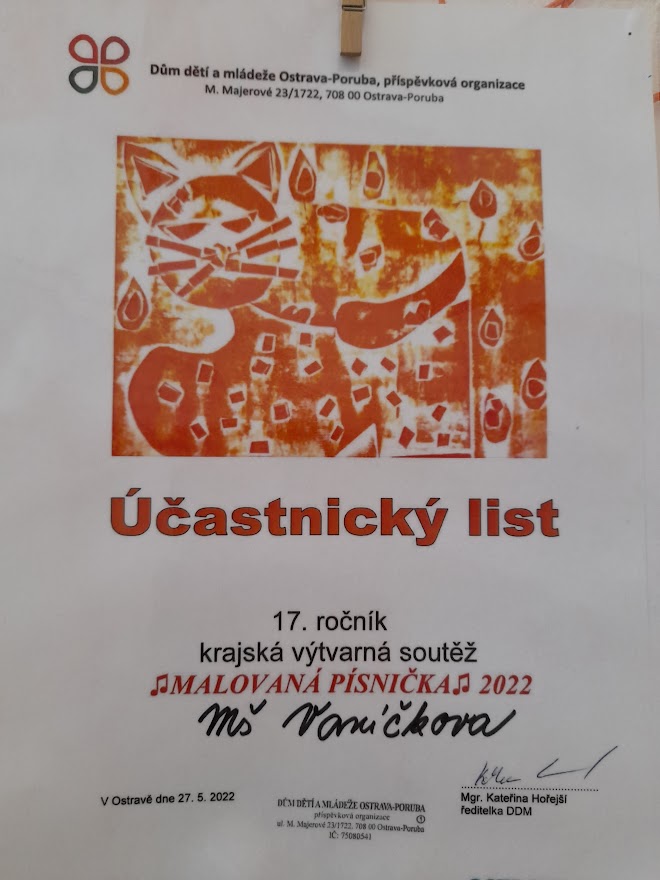 Dům dětí a mládeže Ostrava-Poruba, příspěvková organizace
M. Majerové 23/1722, 708 00 Ostrava-Poruba
Účastnický list
17. ročník
krajská výtvarná soutěž
♫MALOVANÁ PÍSNIČKA♫ 2022
MŠ Vaníčkova
V Ostravě dne 27. 5. 2022
Mgr. Kateřina Hořejší
ředitelka DDM
DŮM DĚTÍ A MLÁDEŽE OSTRAVA-PORUBA
příspěvková organizace
ul. M. Majerové 23/1722, 708 00 Ostrava-Poruba
IČ: 75080541